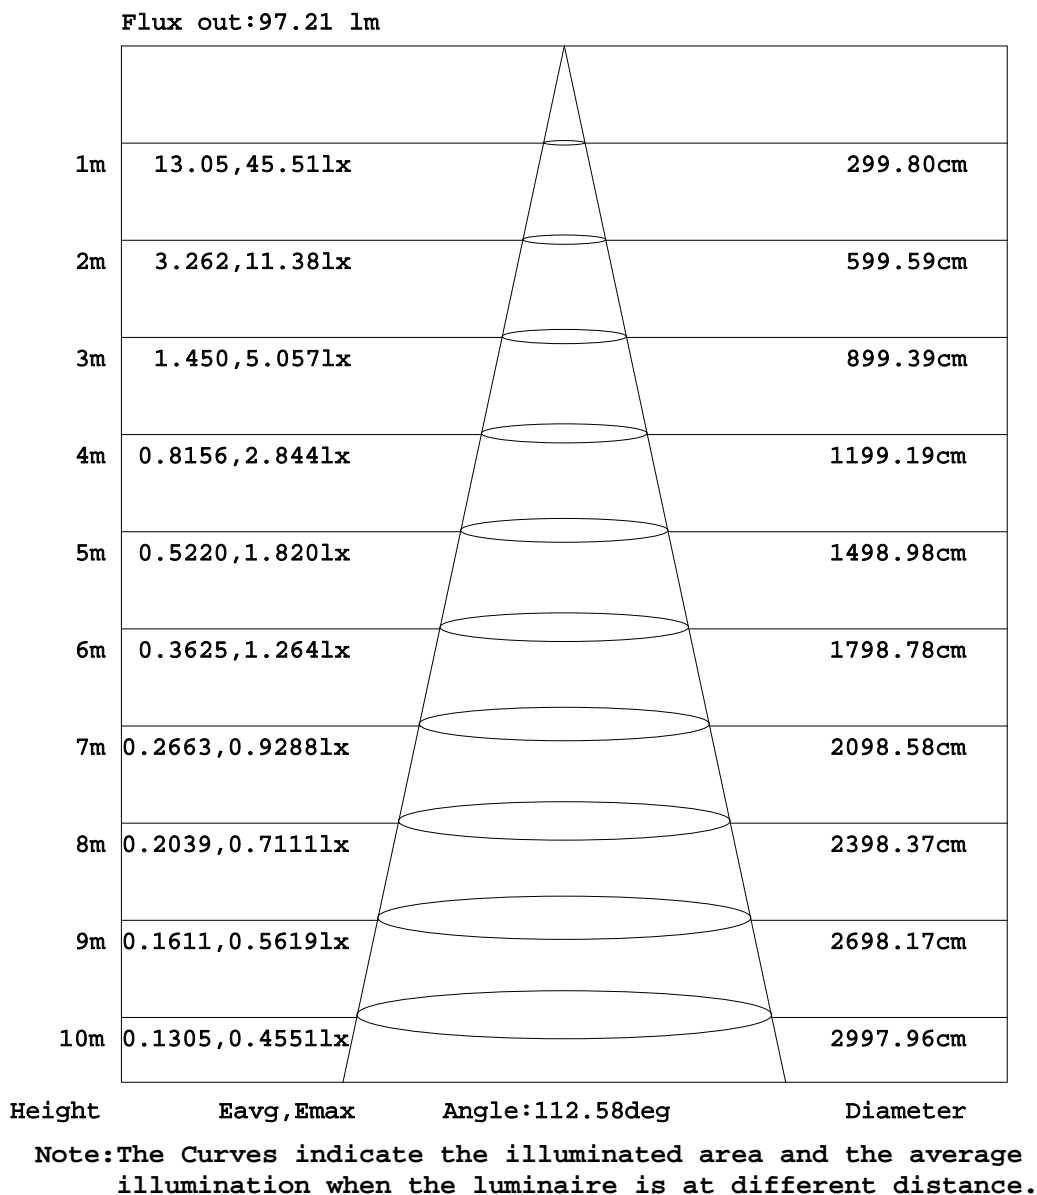 Flux out:97.21 lm
1m 13.05,45.51lx 299.80cm
2m 3.262,11.38lx 599.59cm
3m 1.450,5.057lx 899.39cm
4m 0.8156,2.844lx 1199.19cm
5m 0.5220,1.820lx 1498.98cm
6m 0.3625,1.264lx 1798.78cm
7m 0.2663,0.9288lx 2098.58cm
8m 0.2039,0.7111lx 2398.37cm
9m 0.1611,0.5619lx 2698.17cm
10m 0.1305,0.4551lx 2997.96cm
Height Eavg,Emax Angle:112.58deg Diameter
Note:The Curves indicate the illuminated area and the average
illumination when the luminaire is at different distance.